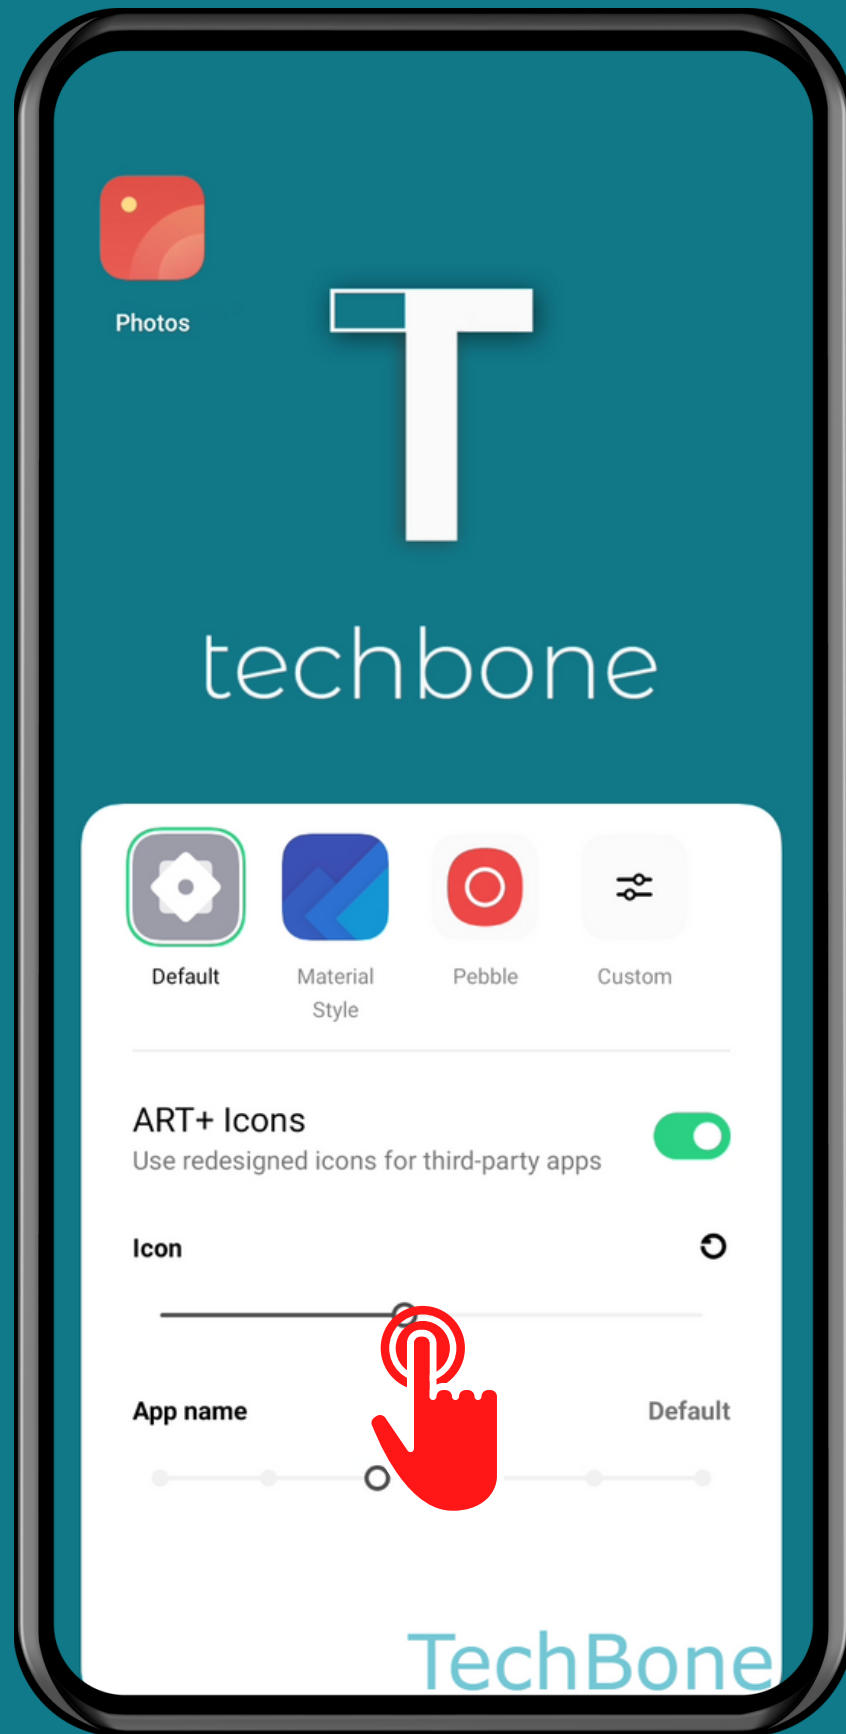 Photos
T
techbone
Default
Material
Style
Pebble
Custom
ART+ Icons
Use redesigned icons for third-party apps
Icon
App name
Default
TechBone